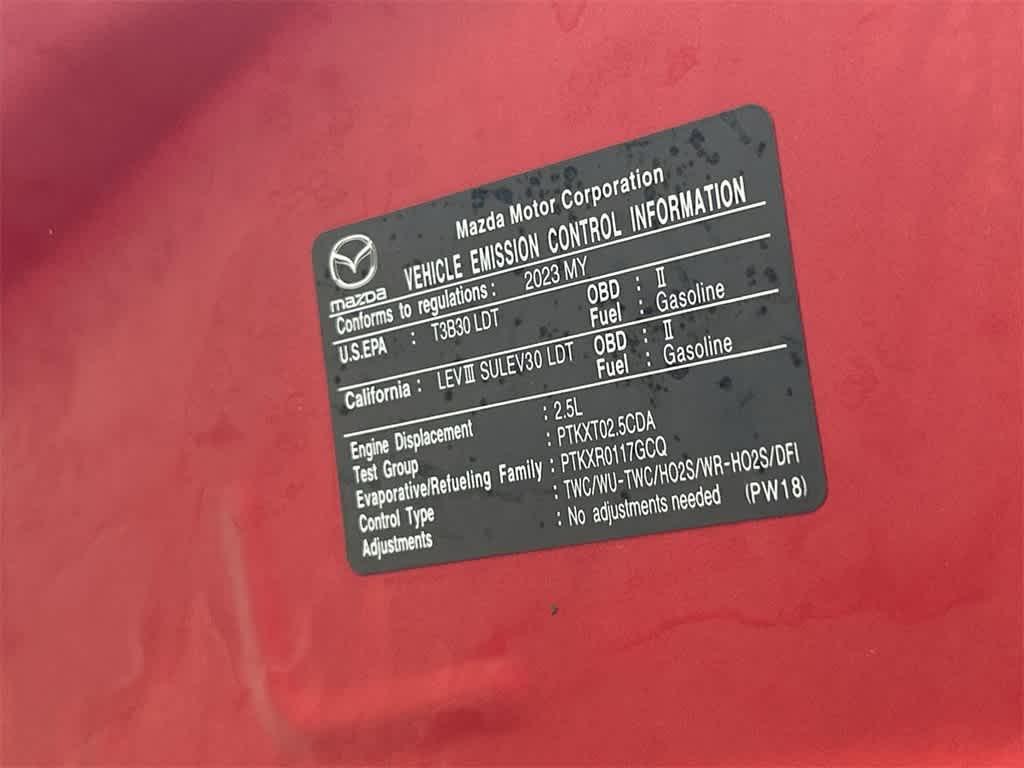 mazda
Mazda Motor Corporation
VEHICLE EMISSION CONTROL INFORMATION
Conforms to regulations : 2023 MY
U.S.EPA : T3B30 LDT OBD : Ⅱ
Fuel : Gasoline
California : LEVⅢ SULEV30 LDT OBD : Ⅱ
Fuel : Gasoline
Engine Displacement : 2.5L
Test Group : PTKXT02.5CDA
Evaporative/Refueling Family : PTKXR0117GCQ
Control Type : TWC/WU-TWC/HO2S/WR-HO2S/DFI
Adjustments : No adjustments needed (PW18)